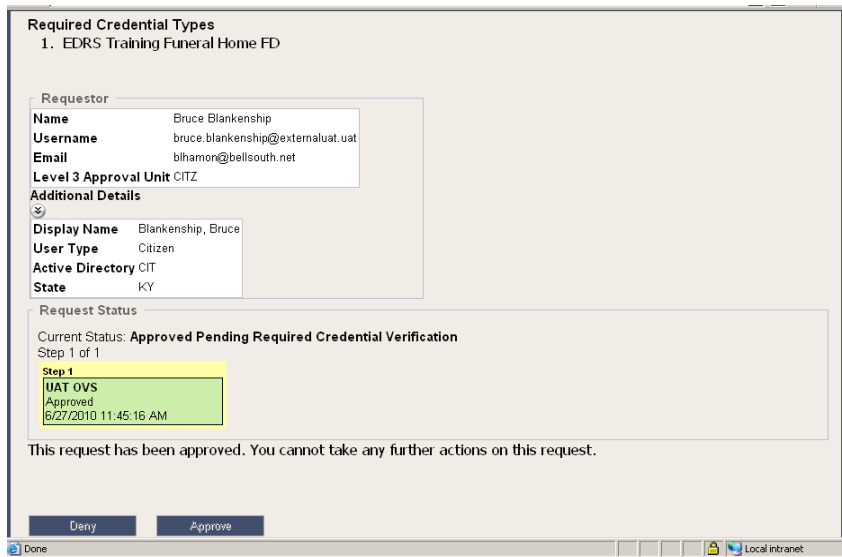 Required Credential Types
1. EDRS Training Funeral Home FD
Requestor
Name Bruce Blankenship
Username bruce.blankenship@externaluat.uat
Email blhamon@bellsouth.net
Level 3 Approval Unit CITZ
Additional Details
Display Name Blankenship, Bruce
User Type Citizen
Active Directory CIT
State KY
Request Status
Current Status: Approved Pending Required Credential Verification
Step 1 of 1
Step 1
UAT OVS
Approved
6/27/2010 11:45:16 AM
This request has been approved. You cannot take any further actions on this request.
Deny Approve
Done Local intranet